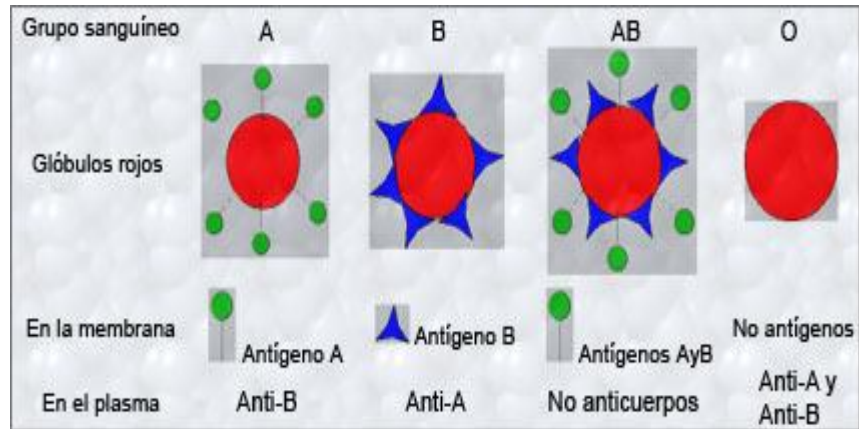 Grupo sanguíneo A B AB O
Glóbulos rojos
En la membrana Antígeno A Antígeno B Antígenos AyB No antígenos
En el plasma Anti-B Anti-A No anticuerpos Anti-A y
Anti-B